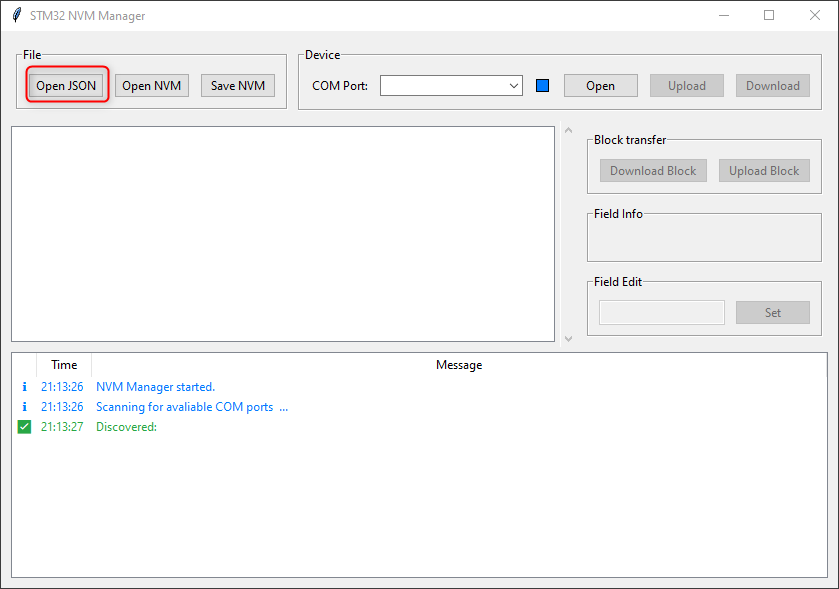 STM32 NVM Manager
File
Open JSON Open NVM Save NVM
Device
COM Port: Open Upload Download
Block transfer
Download Block Upload Block
Field Info
Field Edit
Set
Time Message
i 21:13:26 NVM Manager started.
i 21:13:26 Scanning for avaliable COM ports ...
21:13:27 Discovered: